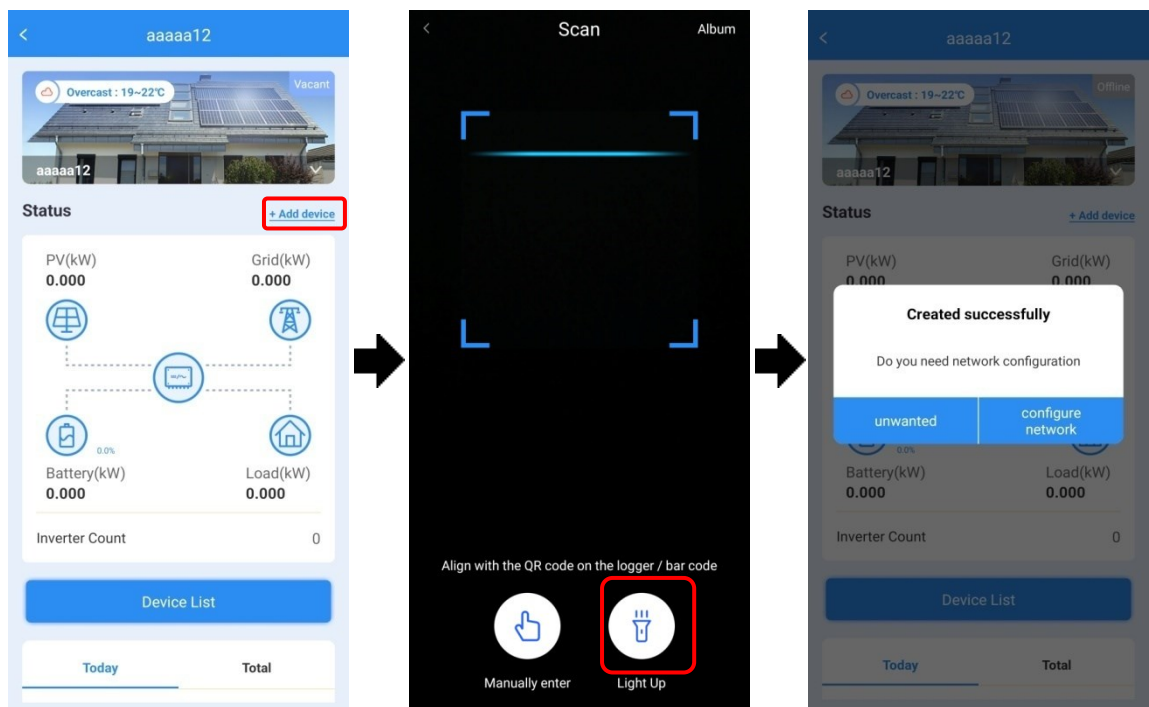 aaaaa12
Overcast : 19~22℃
Vacant
aaaaa12
Status
+ Add device
PV(kW)
Grid(kW)
0.000
0.000
0.0%
Battery(kW)
Load(kW)
0.000
0.000
Inverter Count
0
Device List
Today
Total
Scan
Album
Align with the QR code on the logger / bar code
Manually enter
Light Up
aaaaa12
Overcast : 19~22℃
Offline
aaaaa12
Status
+ Add device
PV(kW)
Grid(kW)
0.000
0.000
Created successfully
Do you need network configuration
unwanted
configure
network
0.0%
Battery(kW)
Load(kW)
0.000
0.000
Inverter Count
0
Device List
Today
Total